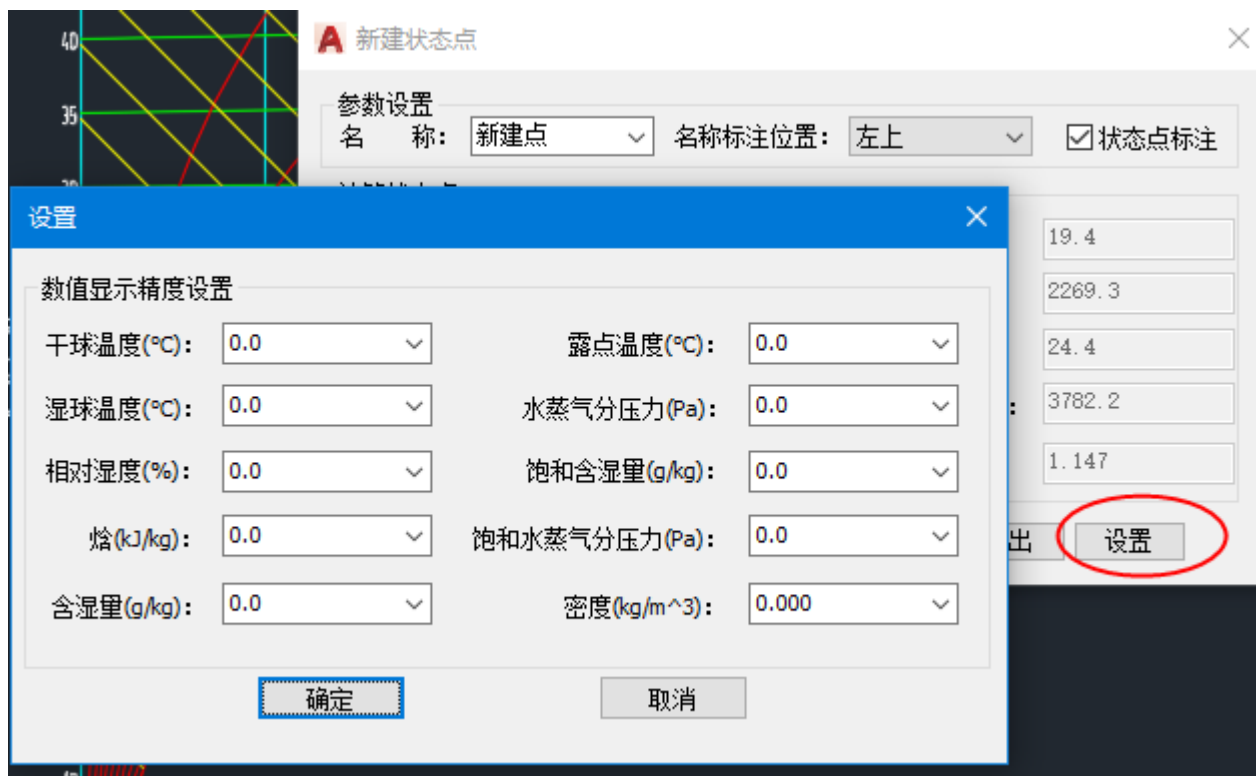 40
新建状态点
35
参数设置
名 称： 新建点 名称标注位置： 左上 状态点标注
设置
19.4
数值显示精度设置
2269.3
干球温度(℃)： 0.0 露点温度(℃)： 0.0
24.4
湿球温度(℃)： 0.0 水蒸气分压力(Pa)： 0.0
： 3782.2
相对湿度(%)： 0.0 饱和含湿量(g/kg)： 0.0
1.147
焓(kJ/kg)： 0.0 饱和水蒸气分压力(Pa)： 0.0
出 设置
含湿量(g/kg)： 0.0 密度(kg/m^3)： 0.000
确定 取消